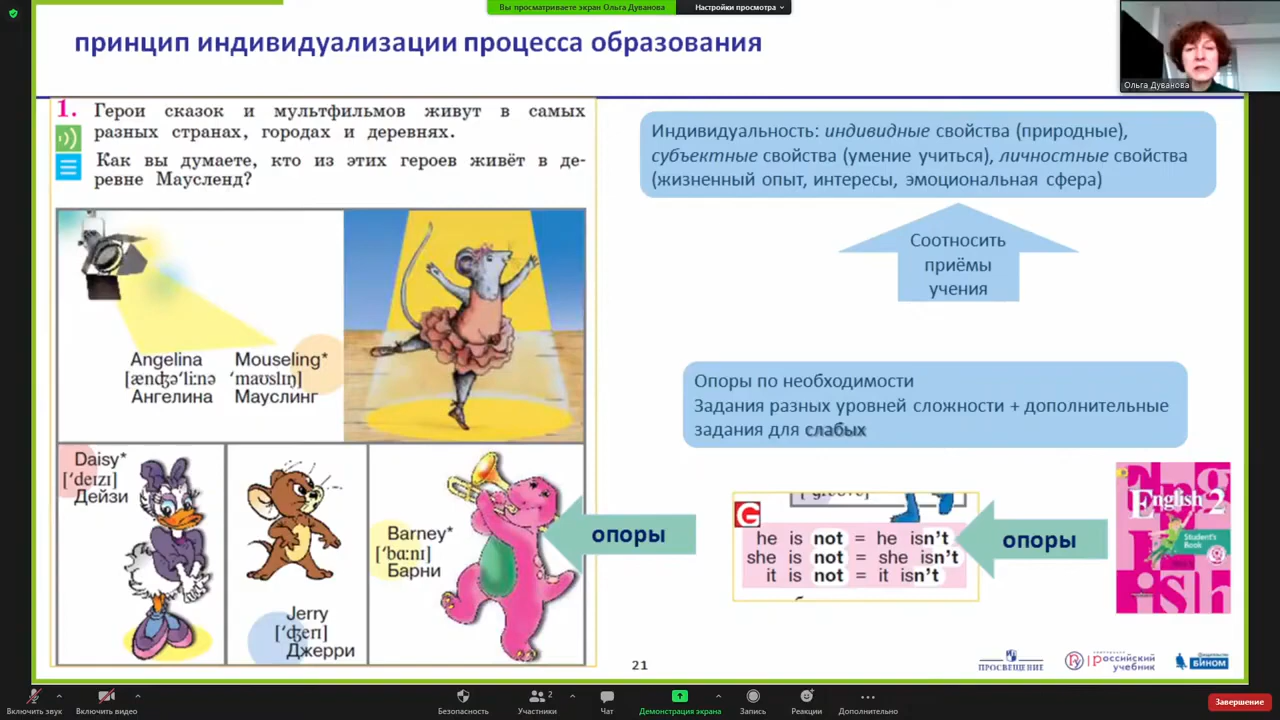 Вы просматриваете экран Ольга Дуванова
Настройки просмотра
принцип индивидуализации процесса образования
Ольга Дуванова
1. Герои сказок и мультфильмов живут в самых
разных странах, городах и деревнях.
Как вы думаете, кто из этих героев живёт в де-
ревне Маусленд?
Angelina Mouseling*
[ænʤəˈliːnə ˈmaʊslɪŋ]
Ангелина Мауслинг
Daisy*
[ˈdeɪzɪ]
Дейзи
Jerry
[ˈʤerɪ]
Джерри
Barney*
[ˈbɑːnɪ]
Барни
опоры
Индивидуальность: индивидные свойства (природные),
субъектные свойства (умение учиться), личностные свойства
(жизненный опыт, интересы, эмоциональная сфера)
Соотносить
приёмы
учения
Опоры по необходимости
Задания разных уровней сложности + дополнительные
задания для слабых
G
he is not = he isn't
she is not = she isn't
it is not = it isn't
опоры
English 2
Student's
Book
ish
21
ПРОСВЕЩЕНИЕ
российский
учебник
БИНОМ
Включить звук
Включить видео
Безопасность
2
Участники
Чат
Демонстрация экрана
Запись
Реакции
Дополнительно
Завершение